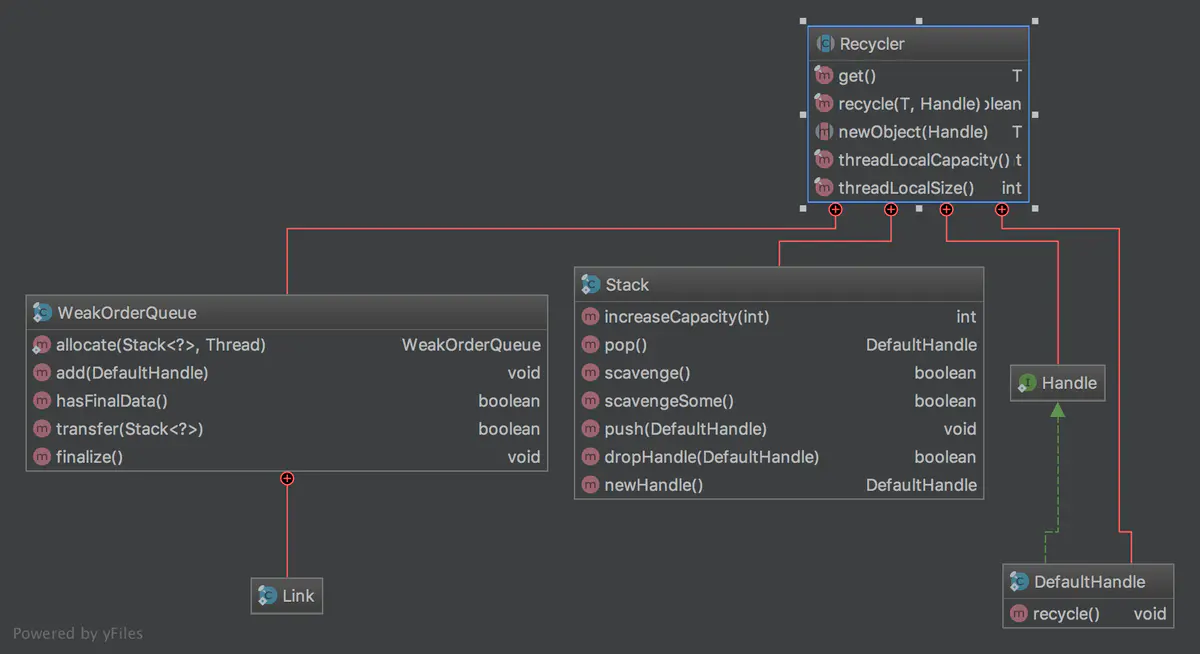 Recycler
get() T
recycle(T, Handle) olean
newObject(Handle) T
threadLocalCapacity() t
threadLocalSize() int
WeakOrderQueue
allocate(Stack<?>, Thread) WeakOrderQueue
add(DefaultHandle) void
hasFinalData() boolean
transfer(Stack<?>) boolean
finalize() void
Stack
increaseCapacity(int) int
pop() DefaultHandle
scavenge() boolean
scavengeSome() boolean
push(DefaultHandle) void
dropHandle(DefaultHandle) boolean
newHandle() DefaultHandle
Handle
Link
DefaultHandle
recycle() void
Powered by yFiles